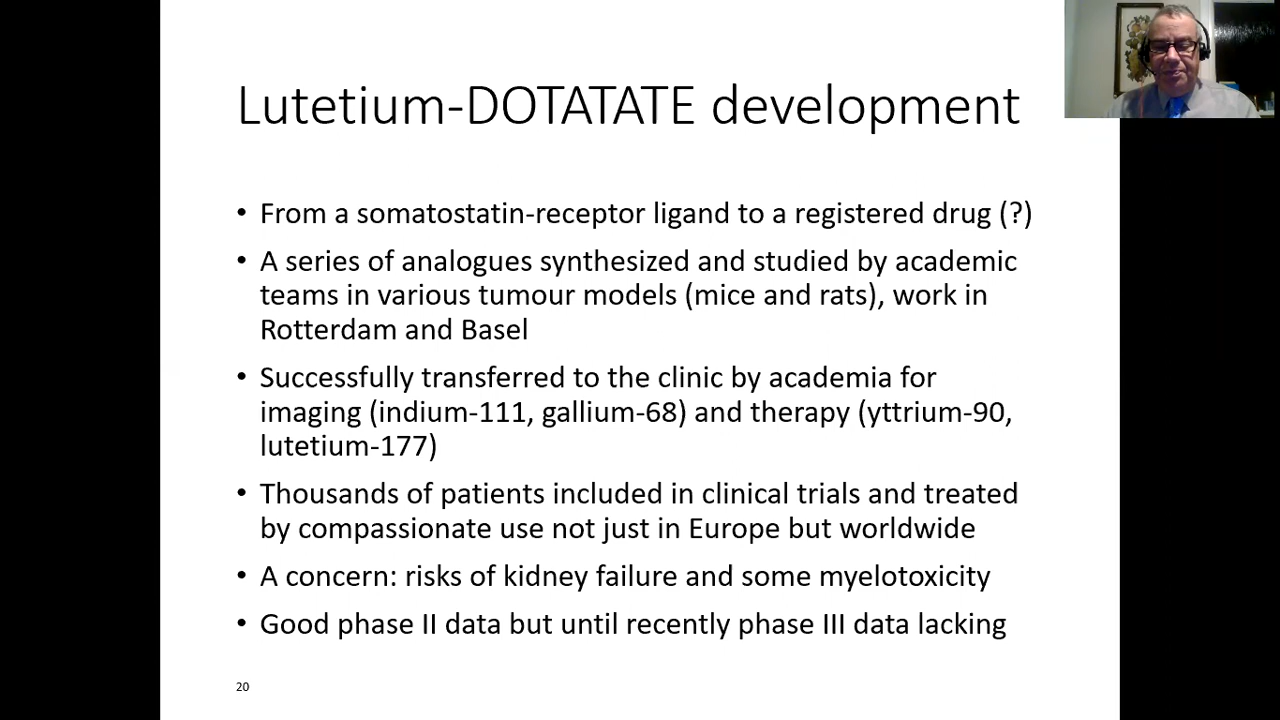 Lutetium-DOTATATE development
• From a somatostatin-receptor ligand to a registered drug (?)
• A series of analogues synthesized and studied by academic
teams in various tumour models (mice and rats), work in
Rotterdam and Basel
• Successfully transferred to the clinic by academia for
imaging (indium-111, gallium-68) and therapy (yttrium-90,
lutetium-177)
• Thousands of patients included in clinical trials and treated
by compassionate use not just in Europe but worldwide
• A concern: risks of kidney failure and some myelotoxicity
• Good phase II data but until recently phase III data lacking
20